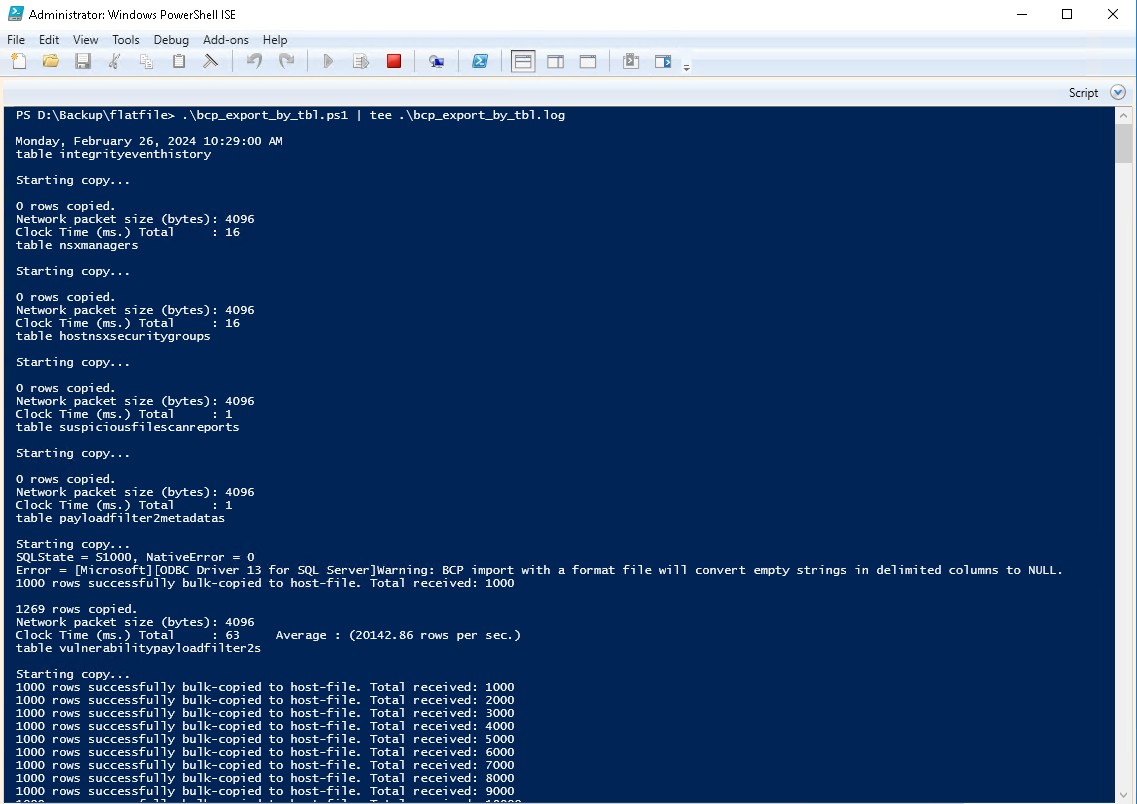 Administrator: Windows PowerShell ISE
File Edit View Tools Debug Add-ons Help
Script
PS D:\Backup\flatfile> .\bcp_export_by_tbl.ps1 | tee .\bcp_export_by_tbl.log
Monday, February 26, 2024 10:29:00 AM
table integrityeventhistory
Starting copy...
0 rows copied.
Network packet size (bytes): 4096
Clock Time (ms.) Total     : 16
table nsxmanagers
Starting copy...
0 rows copied.
Network packet size (bytes): 4096
Clock Time (ms.) Total     : 16
table hostnsxsecuritygroups
Starting copy...
0 rows copied.
Network packet size (bytes): 4096
Clock Time (ms.) Total     : 1
table suspiciousfilescanreports
Starting copy...
0 rows copied.
Network packet size (bytes): 4096
Clock Time (ms.) Total     : 1
table payloadfilter2metadatas
Starting copy...
SQLState = S1000, NativeError = 0
Error = [Microsoft][ODBC Driver 13 for SQL Server]Warning: BCP import with a format file will convert empty strings in delimited columns to NULL.
1000 rows successfully bulk-copied to host-file. Total received: 1000
1269 rows copied.
Network packet size (bytes): 4096
Clock Time (ms.) Total     : 63     Average : (20142.86 rows per sec.)
table vulnerabilitypayloadfilter2s
Starting copy...
1000 rows successfully bulk-copied to host-file. Total received: 1000
1000 rows successfully bulk-copied to host-file. Total received: 2000
1000 rows successfully bulk-copied to host-file. Total received: 3000
1000 rows successfully bulk-copied to host-file. Total received: 4000
1000 rows successfully bulk-copied to host-file. Total received: 5000
1000 rows successfully bulk-copied to host-file. Total received: 6000
1000 rows successfully bulk-copied to host-file. Total received: 7000
1000 rows successfully bulk-copied to host-file. Total received: 8000
1000 rows successfully bulk-copied to host-file. Total received: 9000